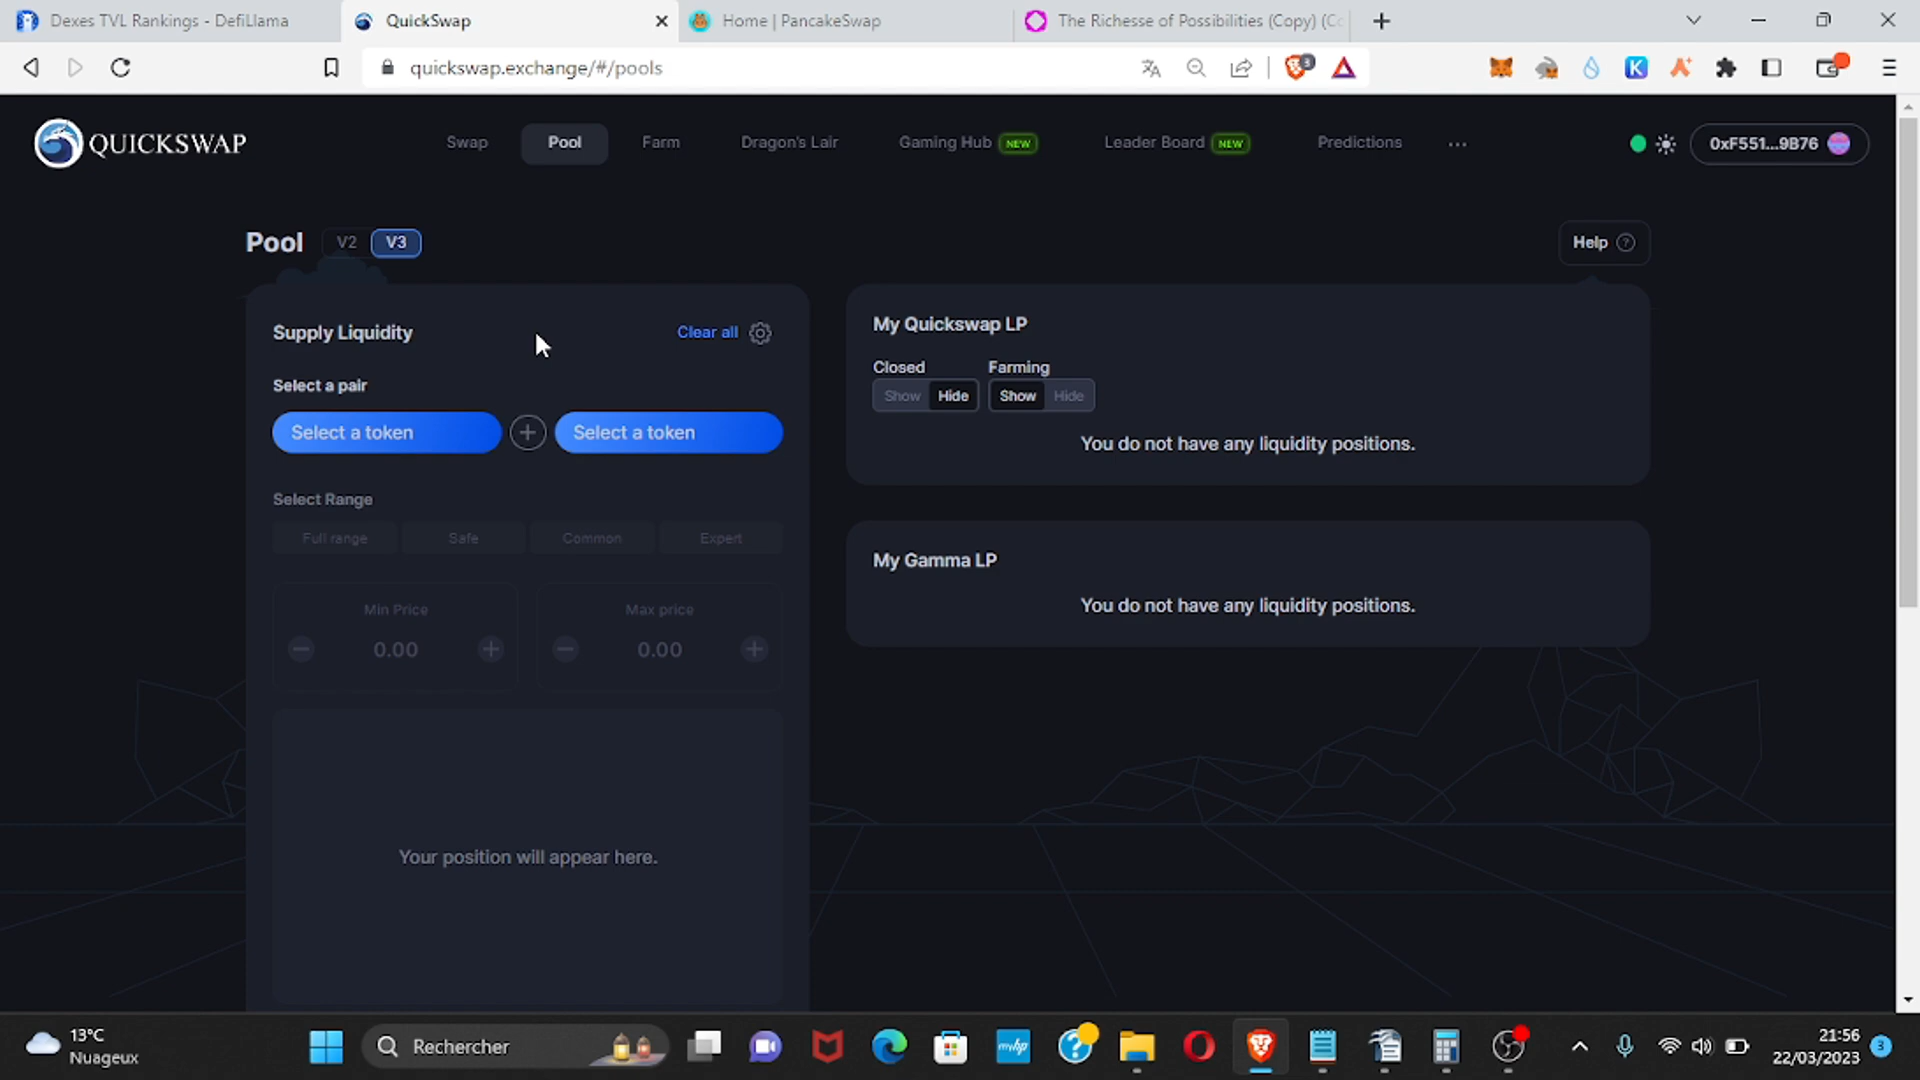 Dexes TVL Rankings - DefiLlama
QuickSwap
Home | PancakeSwap
The Richesse of Possibilities (Copy) (Co
quickswap.exchange/#/pools
3
QUICKSWAP
Swap
Pool
Farm
Dragon's Lair
Gaming Hub NEW
Leader Board NEW
Predictions
0xF551...9B76
Pool
V2
V3
Help
Supply Liquidity
Clear all
Select a pair
Select a token
Select a token
Select Range
Full range
Safe
Common
Expert
Min Price
0.00
Max price
0.00
Your position will appear here.
My Quickswap LP
Closed
Farming
Show
Hide
Show
Hide
You do not have any liquidity positions.
My Gamma LP
You do not have any liquidity positions.
13°C
Nuageux
Rechercher
myhp
21:56
22/03/2023
3